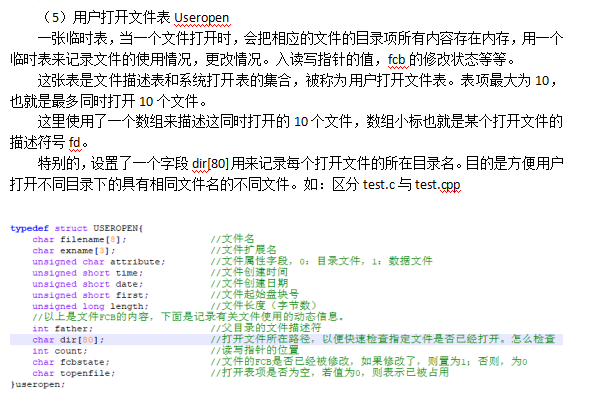 （5）用户打开文件表 Useropen
一张临时表，当一个文件打开时，会把相应的文件的目录项所有内容存在内存，用一个
临时表来记录文件的使用情况，更改情况。入读写指针的值，fcb 的修改状态等等。
这张表是文件描述表和系统打开表的集合，被称为用户打开文件表。表项最大为 10，
也就是最多同时打开 10 个文件。
这里使用了一个数组来描述这同时打开的 10 个文件，数组小标也就是某个打开文件的
描述符号 fd。
特别的，设置了一个字段 dir[80]用来记录每个打开文件的所在目录名。目的是方便用户
打开不同目录下的具有相同文件名的不同文件。如：区分 test.c 与 test.cpp
typedef struct USEROPEN{
char filename[8]; //文件名
char exname[3]; //文件扩展名
unsigned char attribute; //文件属性字段，0：目录文件，1：数据文件
unsigned short time; //文件创建时间
unsigned short date; //文件创建日期
unsigned short first; //文件起始盘块号
unsigned long length; //文件长度（字节数）
//以上是文件FCB的内容，下面是记录有关文件使用的动态信息。
int father; //父目录的文件描述符
char dir[80]; //打开文件所在路径，以便快速检查指定文件是否已经打开。怎么检查
int count; //读写指针的位置
char fcbstate; //文件的FCB是否已经被修改，如果修改了，则置为1；否则，为0
char topenfile; //打开表项是否为空，若值为0，则表示已被占用
}useropen;